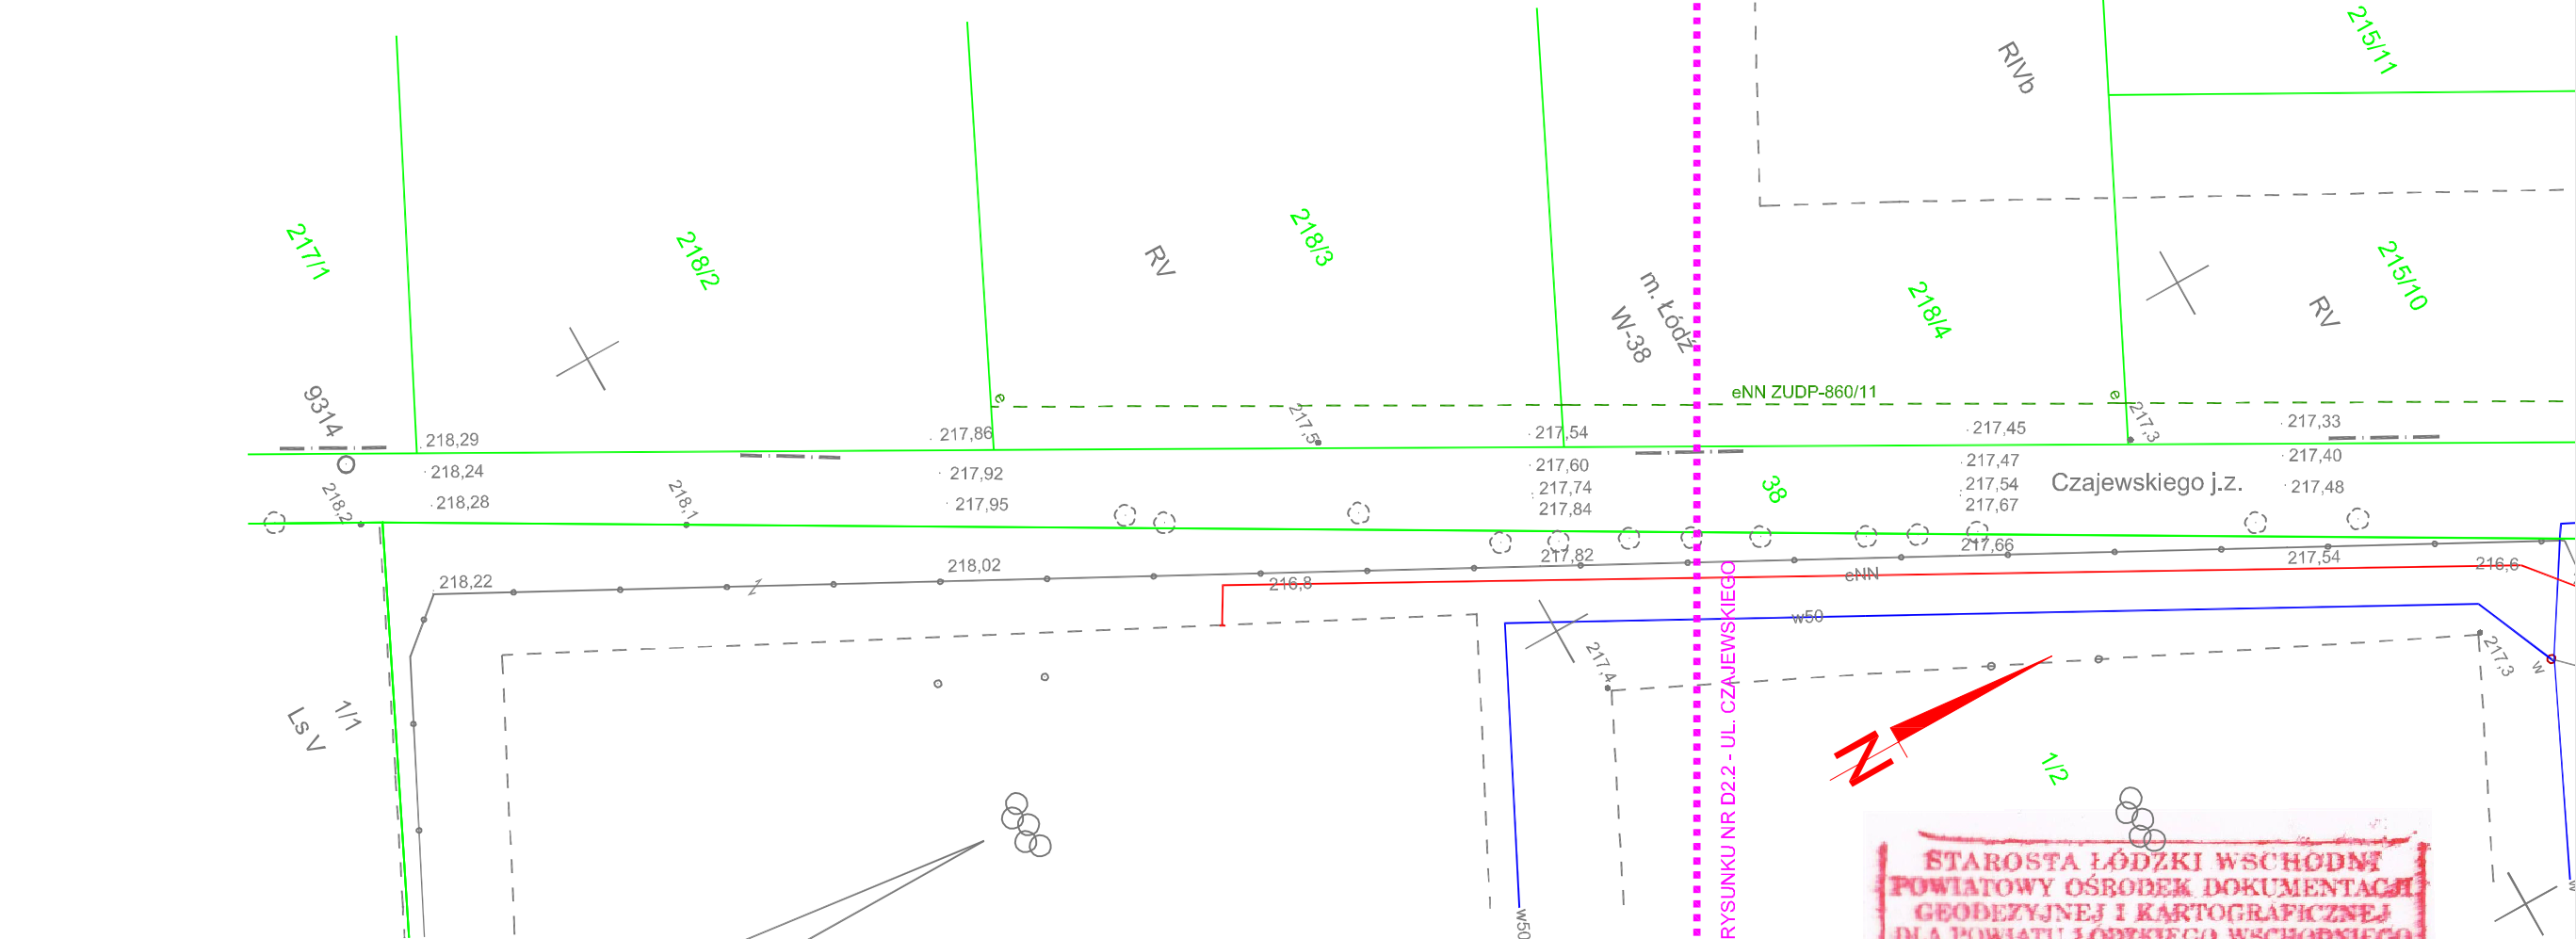 215/11
RIVb
217/1
218/2
RV
218/3
m. Łódź
W-38
218/4
215/10
RV
9314
e
eNN ZUDP-860/11
e
218,29
217,86
217,5
217,54
217,45
217,3
217,33
218,24
217,92
217,60
217,47
217,40
218,2
218,28
218,1
217,95
217,74
217,84
38
217,54
217,67
Czajewskiego j.z.
217,48
218,22
218,02
216,8
217,82
eNN
217,66
217,54
216,6
w50
217,4
217,3
w
1/1
Ls V
RYSUNKU NR D2.2 - UL. CZAJEWSKIEGO
N
1/2
w50
STAROSTA ŁÓDZKI WSCHODNI
POWIATOWY OŚRODEK DOKUMENTACJI
GEODEZYJNEJ I KARTOGRAFICZNEJ
DLA POWIATU ŁÓDZKIEGO WSCHODNIEGO